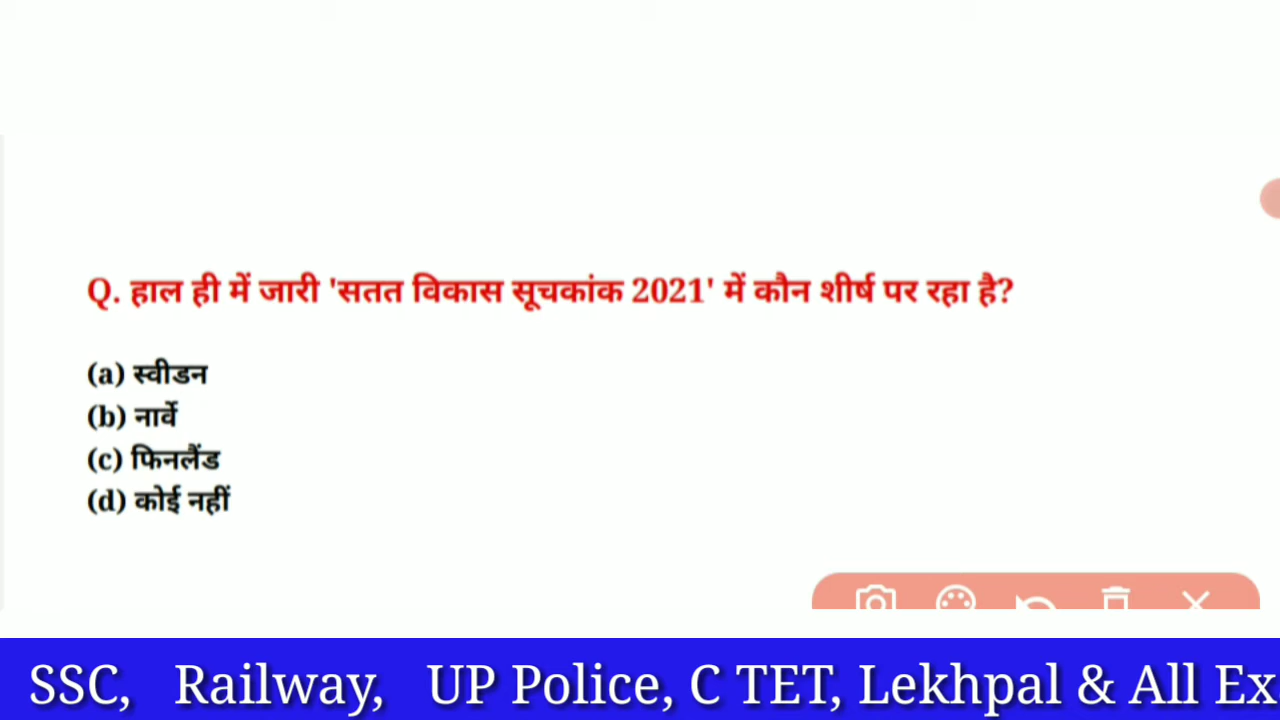 Q. हाल ही में जारी 'सतत विकास सूचकांक 2021' में कौन शीर्ष पर रहा है?
(a) स्वीडन
(b) नार्वे
(c) फिनलैंड
(d) कोई नहीं
SSC, Railway, UP Police, C TET, Lekhpal & All Ex